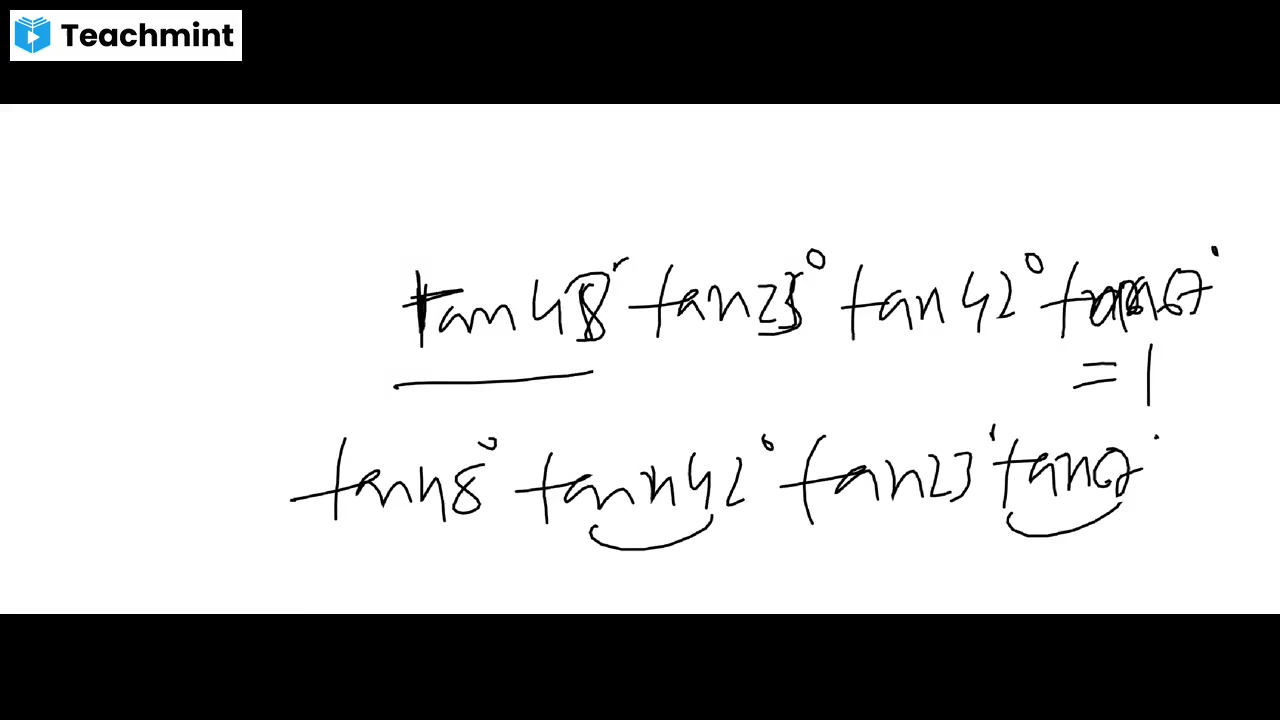 Teachmint
tan48° tan23° tan42° tan67°
= 1
tan48° tan42° tan23° tan67°